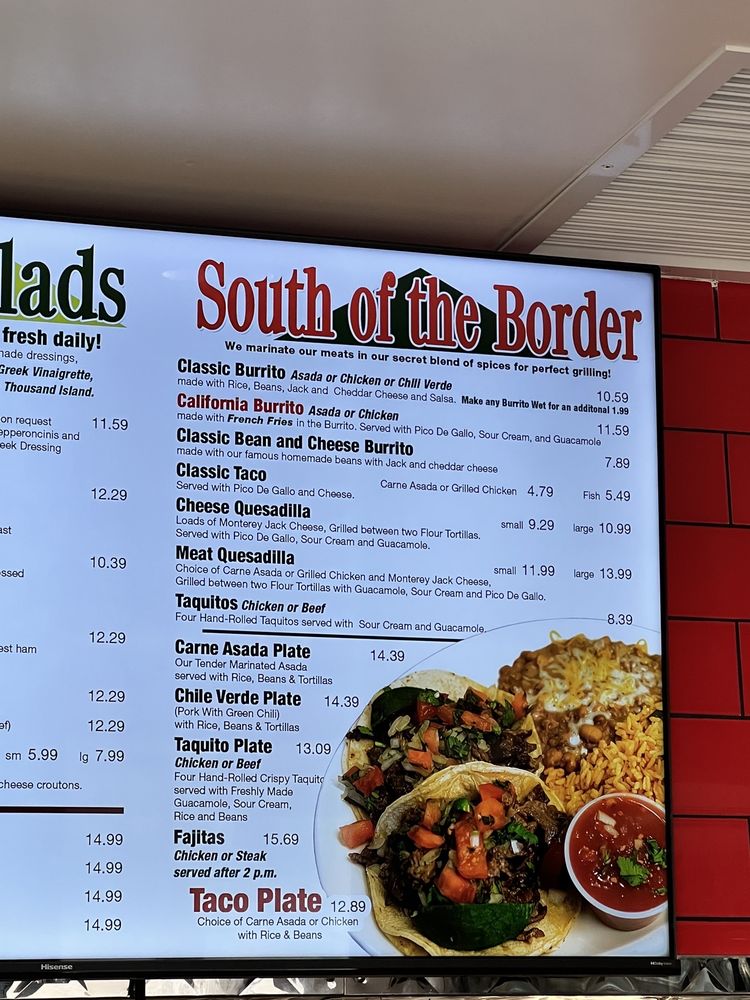 lads
fresh daily!
made dressings,
Greek Vinaigrette,
Thousand Island.
on request
epperoncinis and
eek Dressing
11.59
12.29
ast
10.39
essed
12.29
est ham
12.29
ef)
12.29
sm 5.99 lg 7.99
cheese croutons.
14.99
14.99
14.99
14.99
South of the Border
We marinate our meats in our secret blend of spices for perfect grilling!
Classic Burrito Asada or Chicken or Chili Verde
10.59
made with Rice, Beans, Jack and Cheddar Cheese and Salsa. Make any Burrito Wet for an additonal 1.99
California Burrito Asada or Chicken
11.59
made with French Fries in the Burrito. Served with Pico De Gallo, Sour Cream, and Guacamole
Classic Bean and Cheese Burrito
7.89
made with our famous homemade beans with Jack and cheddar cheese
Classic Taco
Carne Asada or Grilled Chicken 4.79 Fish 5.49
Served with Pico De Gallo and Cheese.
Cheese Quesadilla
small 9.29 large 10.99
Loads of Monterey Jack Cheese, Grilled between two Flour Tortillas.
Served with Pico De Gallo, Sour Cream and Guacamole.
Meat Quesadilla
small 11.99 large 13.99
Choice of Carne Asada or Grilled Chicken and Monterey Jack Cheese,
Grilled between two Flour Tortillas with Guacamole, Sour Cream and Pico De Gallo.
Taquitos Chicken or Beef
8.39
Four Hand-Rolled Taquitos served with Sour Cream and Guacamole.
Carne Asada Plate 14.39
Our Tender Marinated Asada
served with Rice, Beans & Tortillas
Chile Verde Plate 14.39
(Pork With Green Chili)
with Rice, Beans & Tortillas
Taquito Plate 13.09
Chicken or Beef
Four Hand-Rolled Crispy Taquito
served with Freshly Made
Guacamole, Sour Cream,
Rice and Beans
Fajitas 15.69
Chicken or Steak
served after 2 p.m.
Taco Plate 12.89
Choice of Carne Asada or Chicken
with Rice & Beans
Hisense